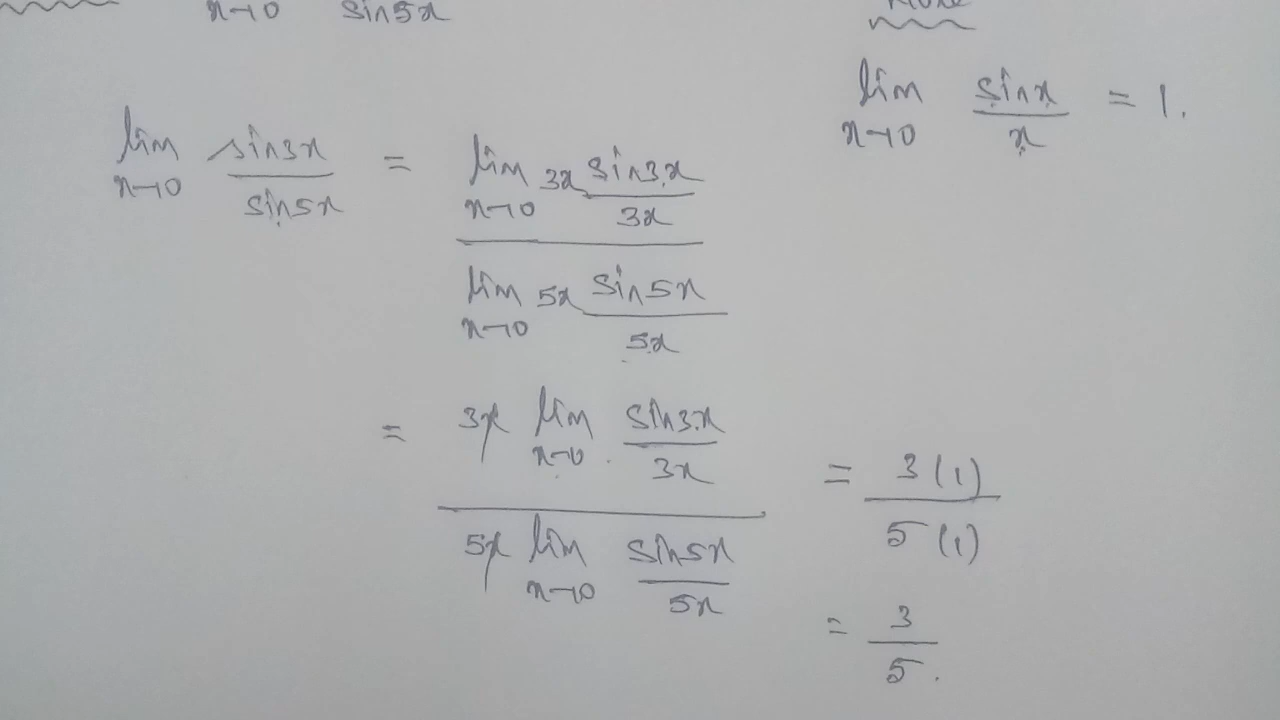 x→0 sin5x
lim x→0 sinx/x = 1.
lim x→0 sin3x/sin5x = lim x→0 3x sin3x/3x
lim x→0 5x sin5x/5x
= 3x lim x→0 sin3x/3x
5x lim x→0 sin5x/5x
= 3(1)/5(1)
= 3/5.